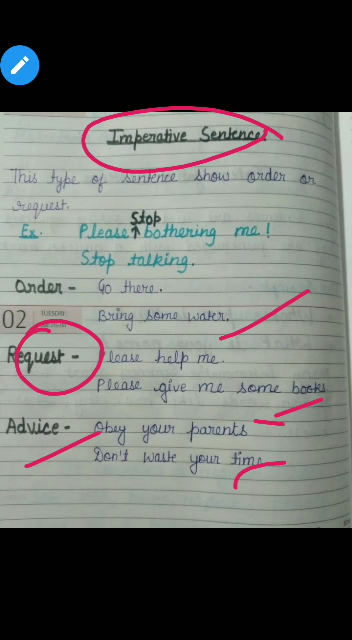 Imperative Sentence.
This type of sentence show order or
request.
Stop
Ex. Please ↑ bothering me!
Stop talking.
Order - Go there.
02 TUESDAY
Bring some water.
Request - Please help me.
Please give me some books
Advice - Obey your parents
Don't waste your time